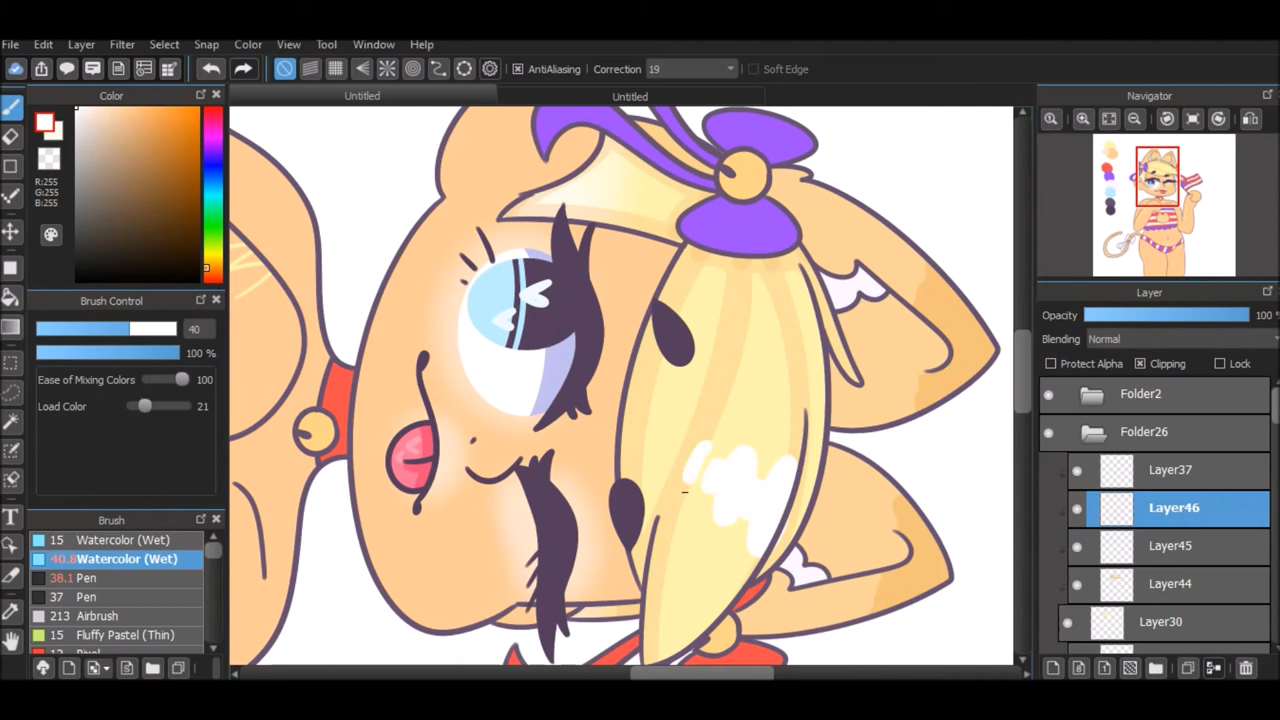 File Edit Layer Filter Select Snap Color View Tool Window Help
AntiAliasing Correction 19 Soft Edge
Color
Untitled Untitled
Navigator
R:255
G:255
B:255
Brush Control
40
100 %
Ease of Mixing Colors 100
Load Color 21
Layer
Opacity 100 %
Blending Normal
Protect Alpha Clipping Lock
Folder2
Folder26
Layer37
Layer46
Layer45
Layer44
Layer30
Brush
15 Watercolor (Wet)
40.8 Watercolor (Wet)
38.1 Pen
37 Pen
213 Airbrush
15 Fluffy Pastel (Thin)